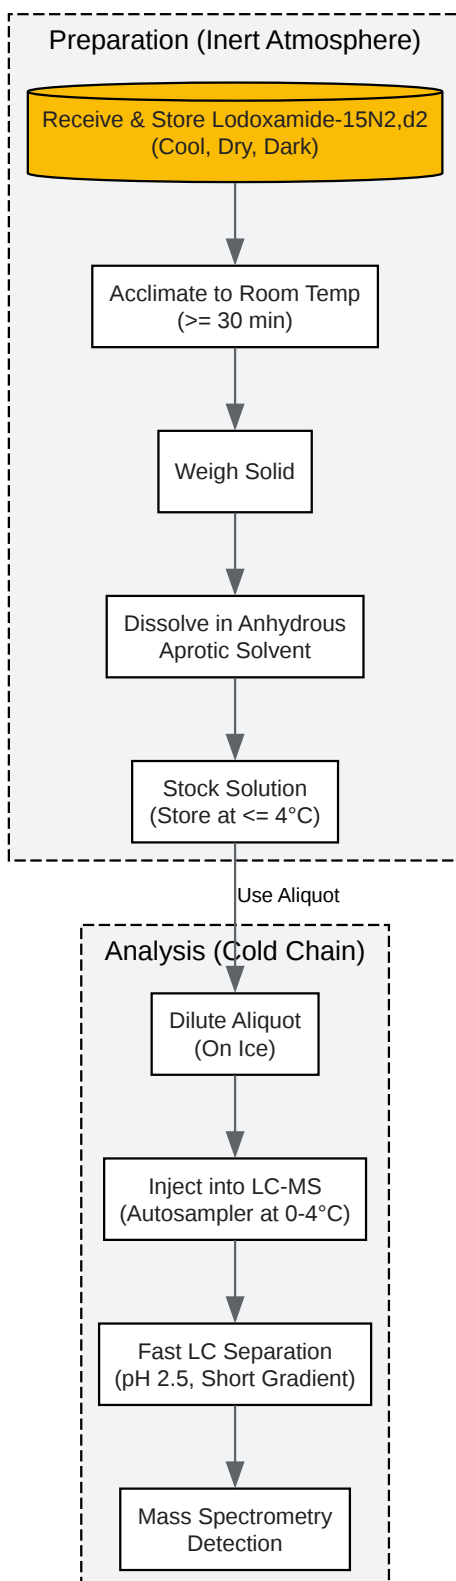 Preparation (Inert Atmosphere)
Receive & Store Lodoxamide-15N2,d2
(Cool, Dry, Dark)
Acclimate to Room Temp
(>= 30 min)
Weigh Solid
Dissolve in Anhydrous
Aprotic Solvent
Stock Solution
(Store at <= 4°C)
Use Aliquot
Analysis (Cold Chain)
Dilute Aliquot
(On Ice)
Inject into LC-MS
(Autosampler at 0-4°C)
Fast LC Separation
(pH 2.5, Short Gradient)
Mass Spectrometry
Detection